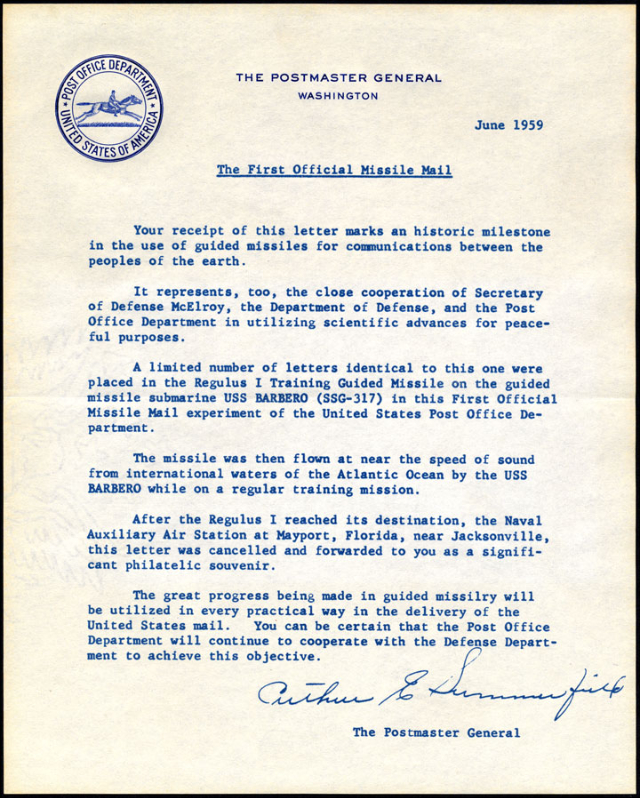 POST OFFICE DEPARTMENT
UNITED STATES OF AMERICA
THE POSTMASTER GENERAL
WASHINGTON
June 1959
The First Official Missile Mail
Your receipt of this letter marks an historic milestone
in the use of guided missiles for communications between the
peoples of the earth.
It represents, too, the close cooperation of Secretary
of Defense McElroy, the Department of Defense, and the Post
Office Department in utilizing scientific advances for peace-
ful purposes.
A limited number of letters identical to this one were
placed in the Regulus I Training Guided Missile on the guided
missile submarine USS BARBERO (SSG-317) in this First Official
Missile Mail experiment of the United States Post Office De-
partment.
The missile was then flown at near the speed of sound
from international waters of the Atlantic Ocean by the USS
BARBERO while on a regular training mission.
After the Regulus I reached its destination, the Naval
Auxiliary Air Station at Mayport, Florida, near Jacksonville,
this letter was cancelled and forwarded to you as a signifi-
cant philatelic souvenir.
The great progress being made in guided missilry will
be utilized in every practical way in the delivery of the
United States mail. You can be certain that the Post Office
Department will continue to cooperate with the Defense Depart-
ment to achieve this objective.
Arthur E Summerfield
The Postmaster General